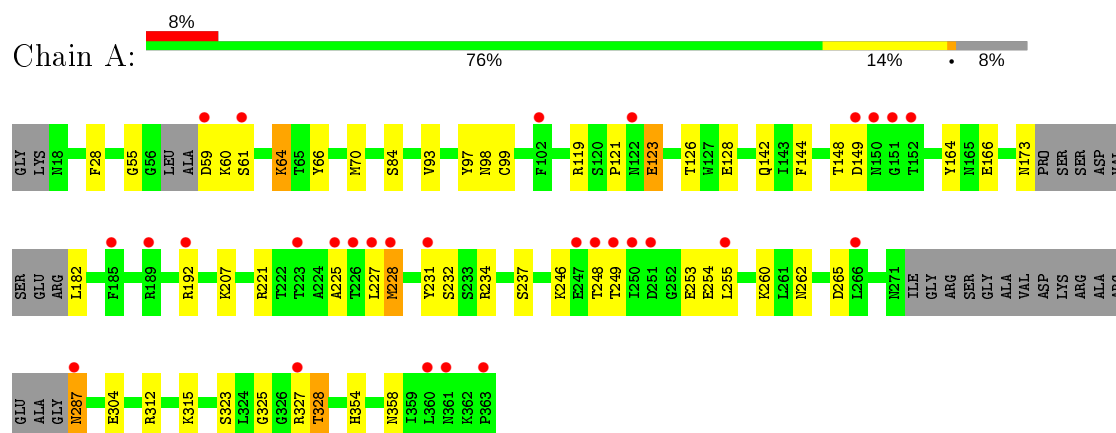 8%
Chain A:
76% 14% • 8%
GLY LYS N18 F28 G55 G56 LEU ALA D59 K60 S61 K64 T65 Y66 M70 S84 V93 Y97 N98 C99 F102 R119 S120 P121 N122 E123 T126 W127 E128 Q142 I143 F144 T148 D149 N150 G151 T152 Y164 N165 E166 N173 PRO SER SER ASP VAL
SER GLU ARG L182 F185 R189 R192 K207 R221 T222 T223 A224 A225 T226 L227 M228 Y231 S232 S233 R234 S237 K246 E247 T248 T249 I250 D251 G252 E253 E254 L255 K260 L261 N262 D265 L266 N271 ILE GLY ARG SER GLY ALA VAL ASP LYS ARG ALA ARG
GLU ALA GLY N287 E304 R312 K315 S323 L324 G325 G326 R327 T328 H354 N358 I359 L360 N361 K362 P363